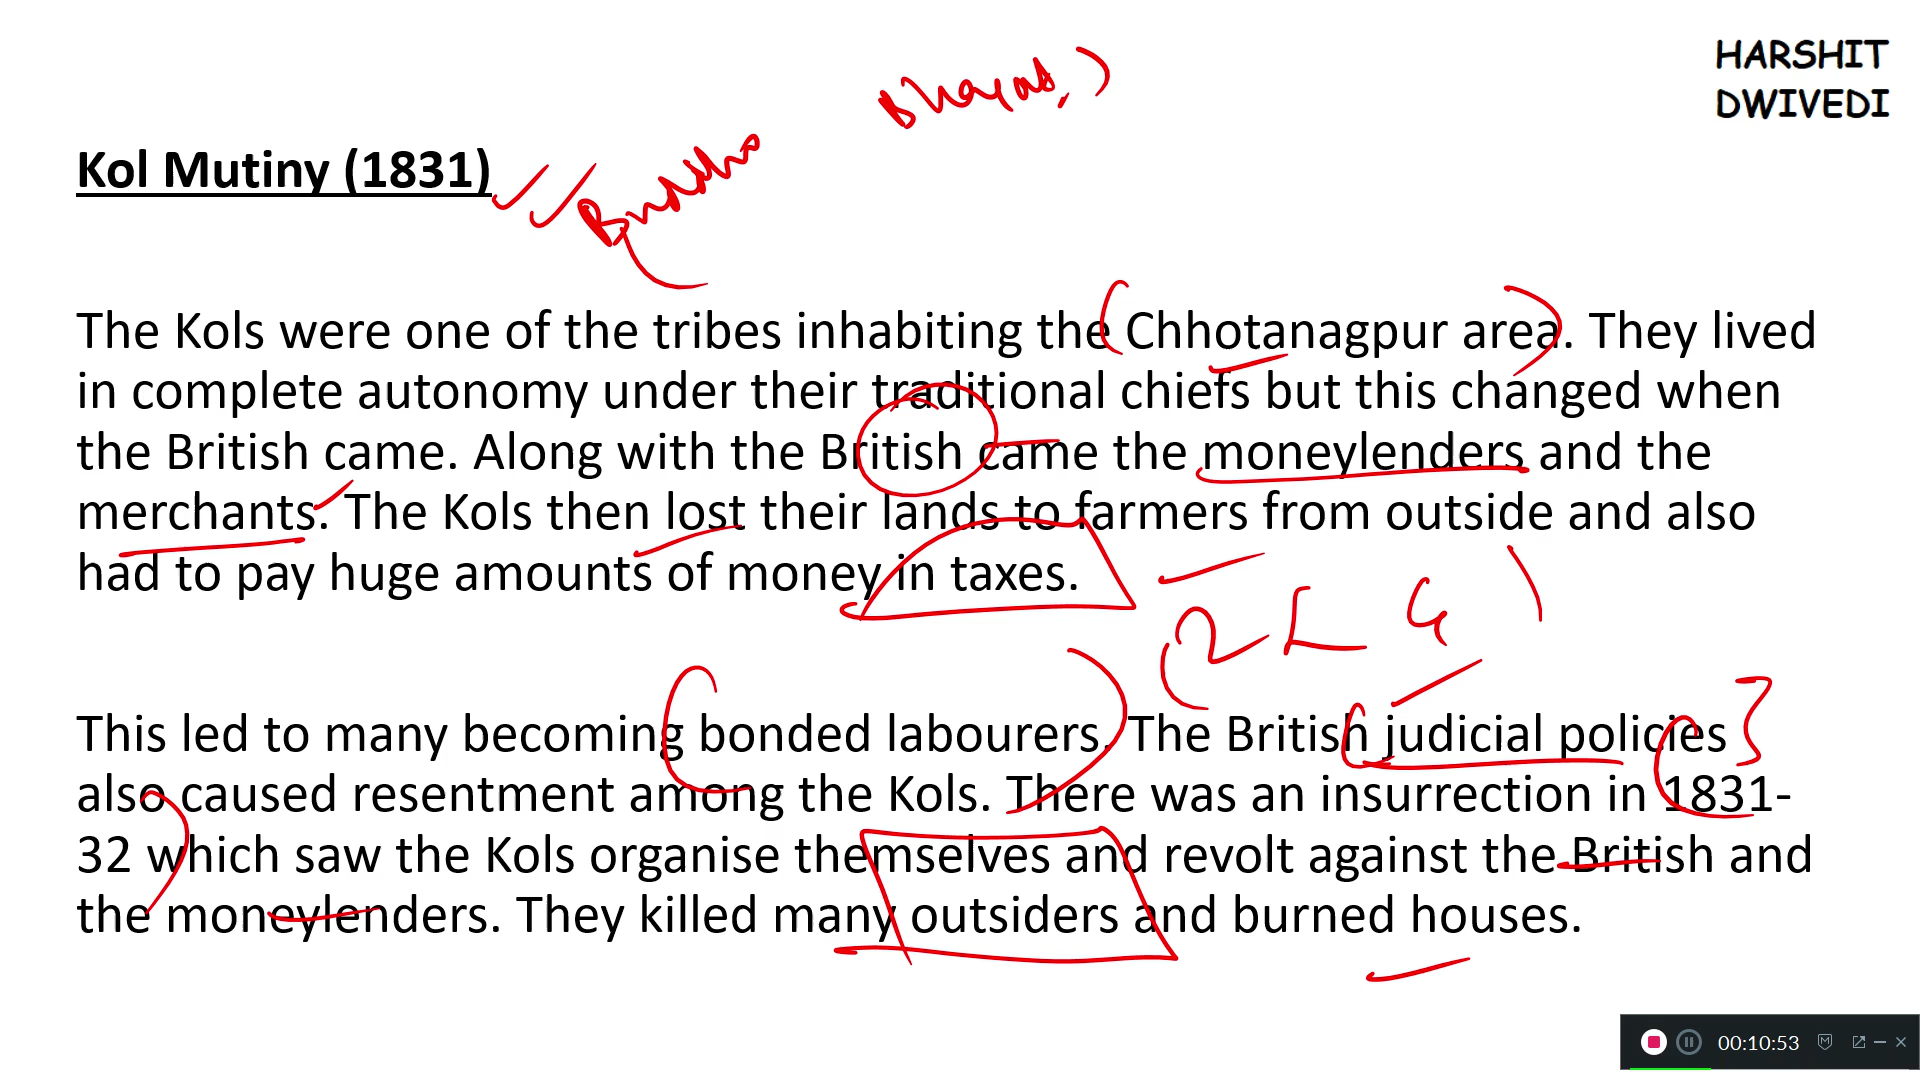 HARSHIT
DWIVEDI
Bhagat
Buddho
Kol Mutiny (1831)
The Kols were one of the tribes inhabiting the Chhotanagpur area. They lived
in complete autonomy under their traditional chiefs but this changed when
the British came. Along with the British came the moneylenders and the
merchants. The Kols then lost their lands to farmers from outside and also
had to pay huge amounts of money in taxes.
This led to many becoming bonded labourers. The British judicial policies
also caused resentment among the Kols. There was an insurrection in 1831-
32 which saw the Kols organise themselves and revolt against the British and
the moneylenders. They killed many outsiders and burned houses.
00:10:53